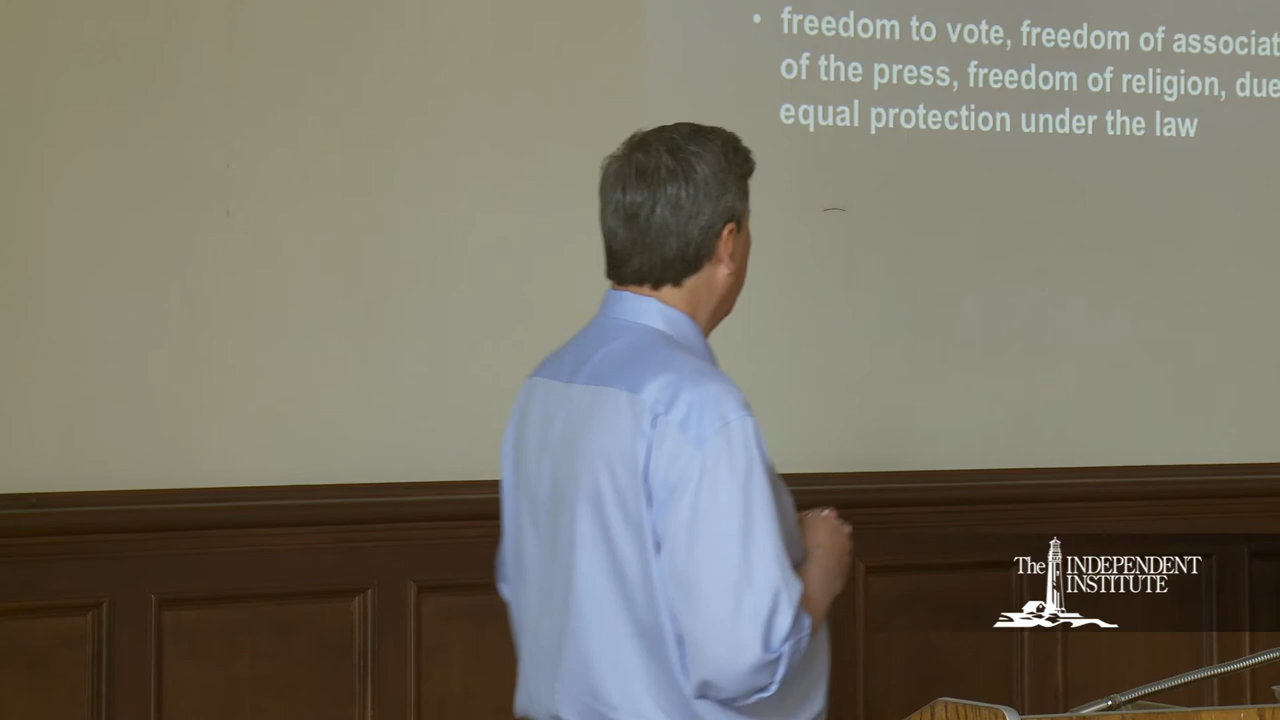 • freedom to vote, freedom of associat
of the press, freedom of religion, due
equal protection under the law
The INDEPENDENT
INSTITUTE